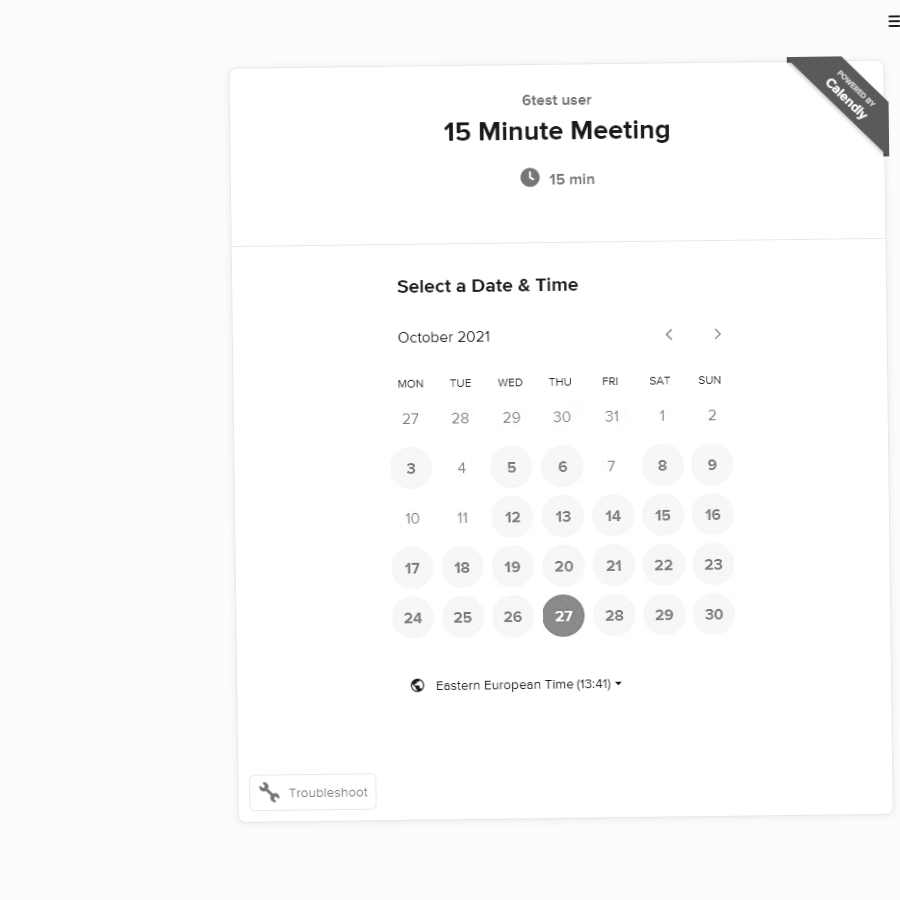 POWERED BY
Calendly
6test user
15 Minute Meeting
15 min
Select a Date & Time
October 2021
MON TUE WED THU FRI SAT SUN
27 28 29 30 31 1 2
3 4 5 6 7 8 9
10 11 12 13 14 15 16
17 18 19 20 21 22 23
24 25 26 27 28 29 30
Eastern European Time (13:41)
Troubleshoot